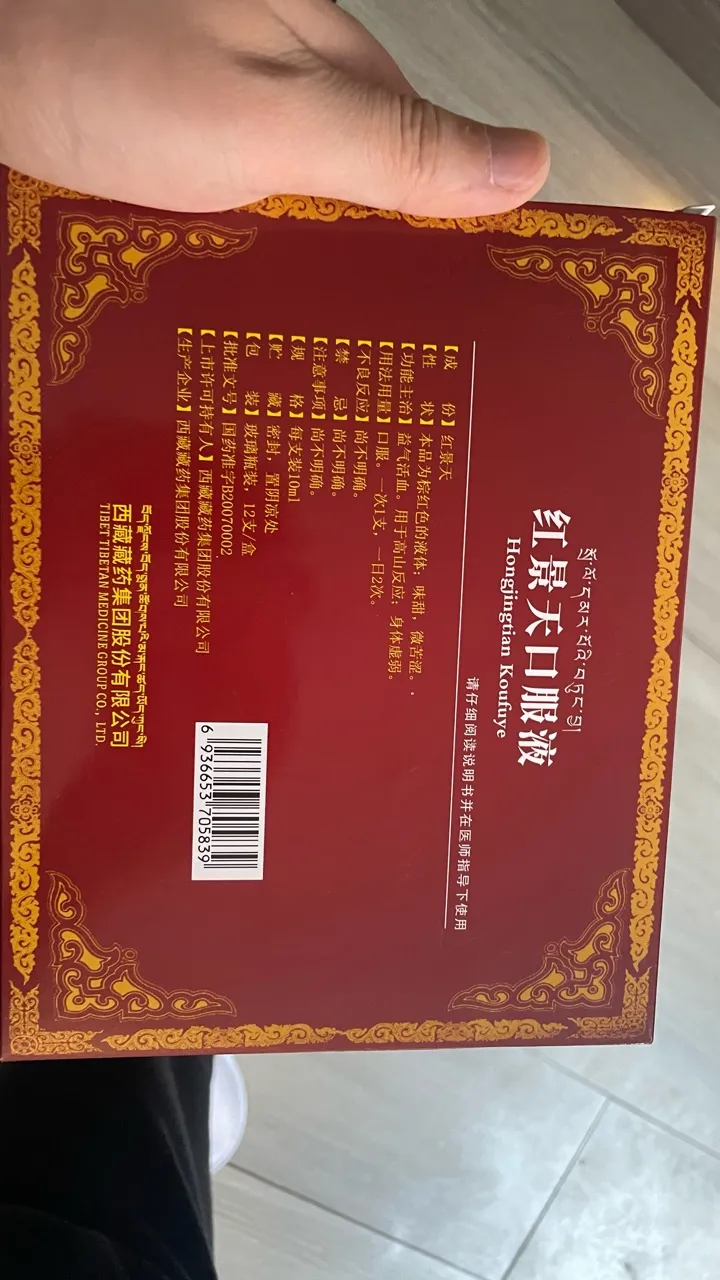 红景天口服液
Hongjingtian Koufuye
请仔细阅读说明书并在医师指导下使用
【成　份】红景天
【性　状】本品为棕红色的液体；味甜，微苦涩。
【功能主治】益气活血。用于高山反应；身体虚弱。
【用法用量】口服。一次1支，一日2次。
【不良反应】尚不明确。
【禁　忌】尚不明确。
【注意事项】尚不明确。
【规　格】每支装10ml
【贮　藏】密封，置阴凉处
【包　装】玻璃瓶装，12支/盒
【批准文号】国药准字B20070002
【上市许可持有人】西藏藏药集团股份有限公司
【生产企业】西藏藏药集团股份有限公司
6 936653 705839
西藏藏药集团股份有限公司
TIBET TIBETAN MEDICINE GROUP CO., LTD.